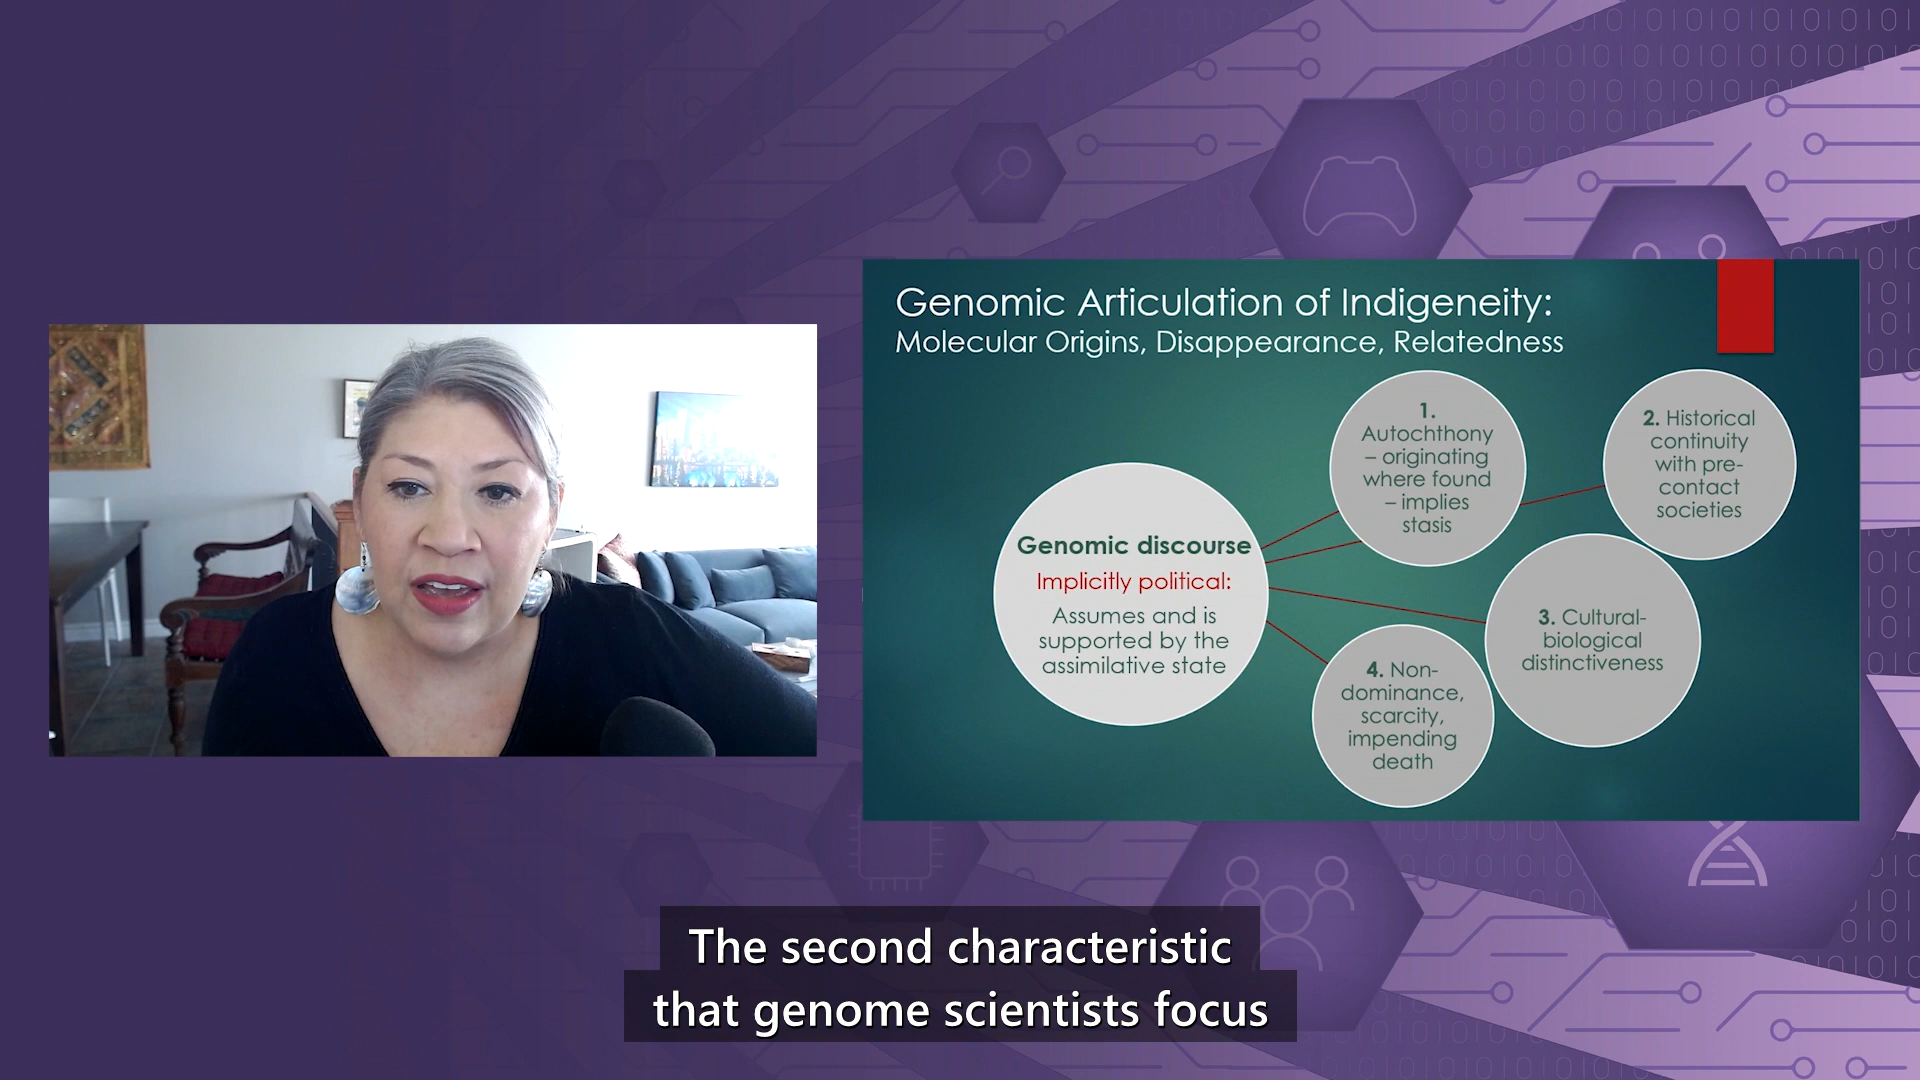 Genomic Articulation of Indigeneity:
Molecular Origins, Disappearance, Relatedness
Genomic discourse
Implicitly political:
Assumes and is
supported by the
assimilative state
1.
Autochthony
– originating
where found
– implies
stasis
2. Historical
continuity
with pre-
contact
societies
3. Cultural-
biological
distinctiveness
4. Non-
dominance,
scarcity,
impending
death
The second characteristic
that genome scientists focus